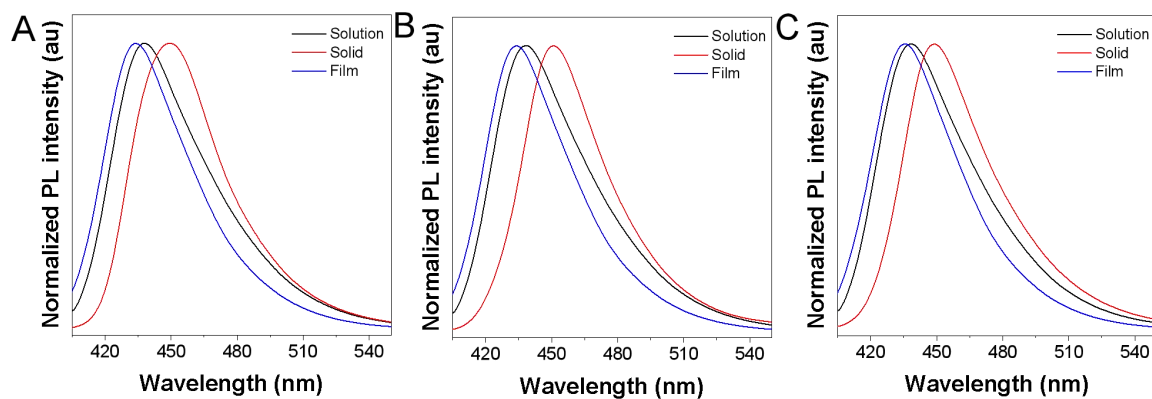 A
Normalized PL intensity (au)
Solution
Solid
Film
420 450 480 510 540
Wavelength (nm)
B
Normalized PL intensity (au)
Solution
Solid
Film
420 450 480 510 540
Wavelength (nm)
C
Normalized PL intensity (au)
Solution
Solid
Film
420 450 480 510 540
Wavelength (nm)